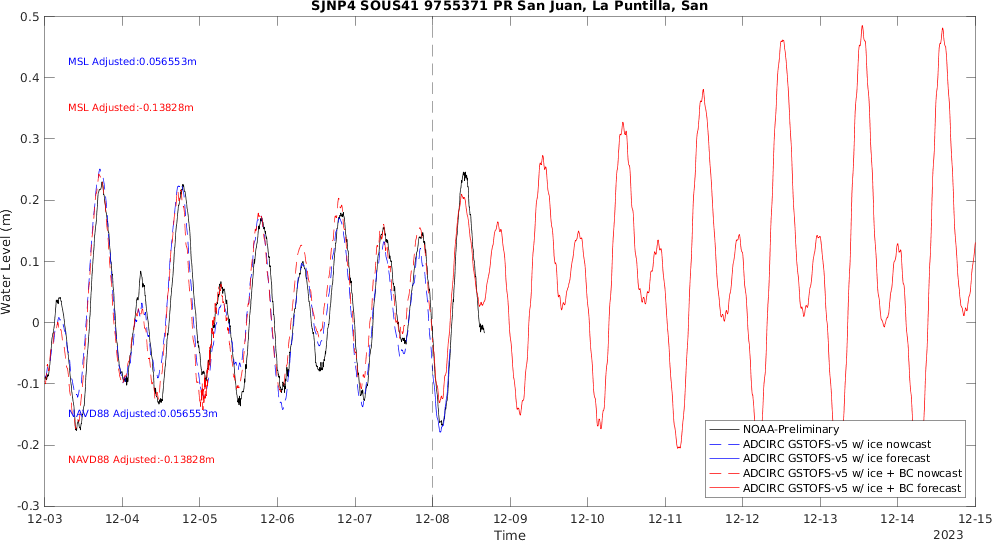 SJNP4 SOUS41 9755371 PR San Juan, La Puntilla, San
0.5
0.4
0.3
0.2
0.1
0
-0.1
-0.2
-0.3
Water Level (m)
MSL Adjusted:0.056553m
MSL Adjusted:-0.13828m
NAVD88 Adjusted:0.056553m
NAVD88 Adjusted:-0.13828m
NOAA-Preliminary
ADCIRC GSTOFS-v5 w/ ice nowcast
ADCIRC GSTOFS-v5 w/ ice forecast
ADCIRC GSTOFS-v5 w/ ice + BC nowcast
ADCIRC GSTOFS-v5 w/ ice + BC forecast
12-03 12-04 12-05 12-06 12-07 12-08 12-09 12-10 12-11 12-12 12-13 12-14 12-15
Time
2023